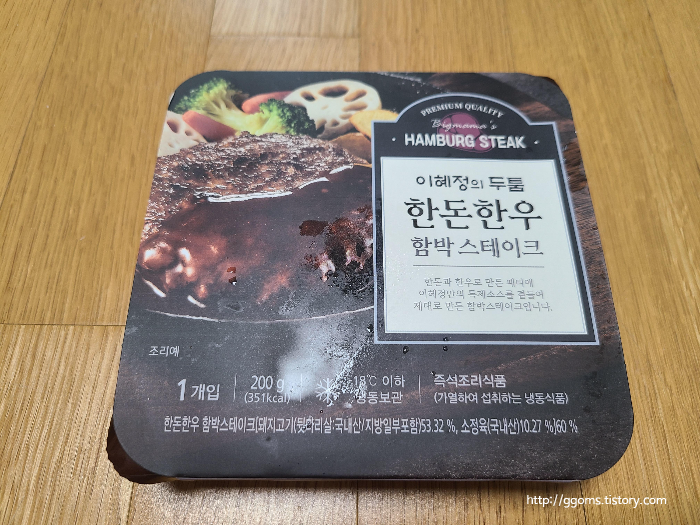 PREMIUM QUALITY
Bigmama's
HAMBURG STEAK
이혜정의 두툼
한돈한우
함박 스테이크
한돈과 한우로 만든 패티에
이혜정만의 특제소스를 곁들여
제대로 만든 함박스테이크입니다.
조리예
1 개입
200 g
(351kcal)
-18℃ 이하
냉동보관
즉석조리식품
(가열하여 섭취하는 냉동식품)
한돈한우 함박스테이크[돼지고기(뒷다리살:국내산/지방일부포함)53.32 %, 소정육(국내산)10.27 %]60 %
http://ggoms.tistory.com